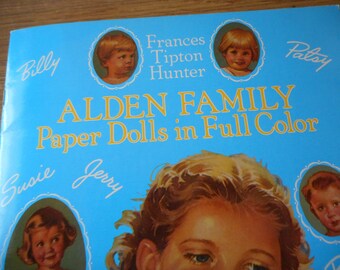 Frances
Tipton
Hunter
Billy
Patsy
ALDEN FAMILY
Paper Dolls in Full Color
Susie
Jerry